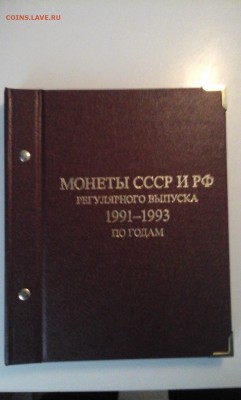 COINS.LAVE.RU
МОНЕТЫ СССР И РФ
РЕГУЛЯРНОГО ВЫПУСКА
1991–1993
ПО ГОДАМ